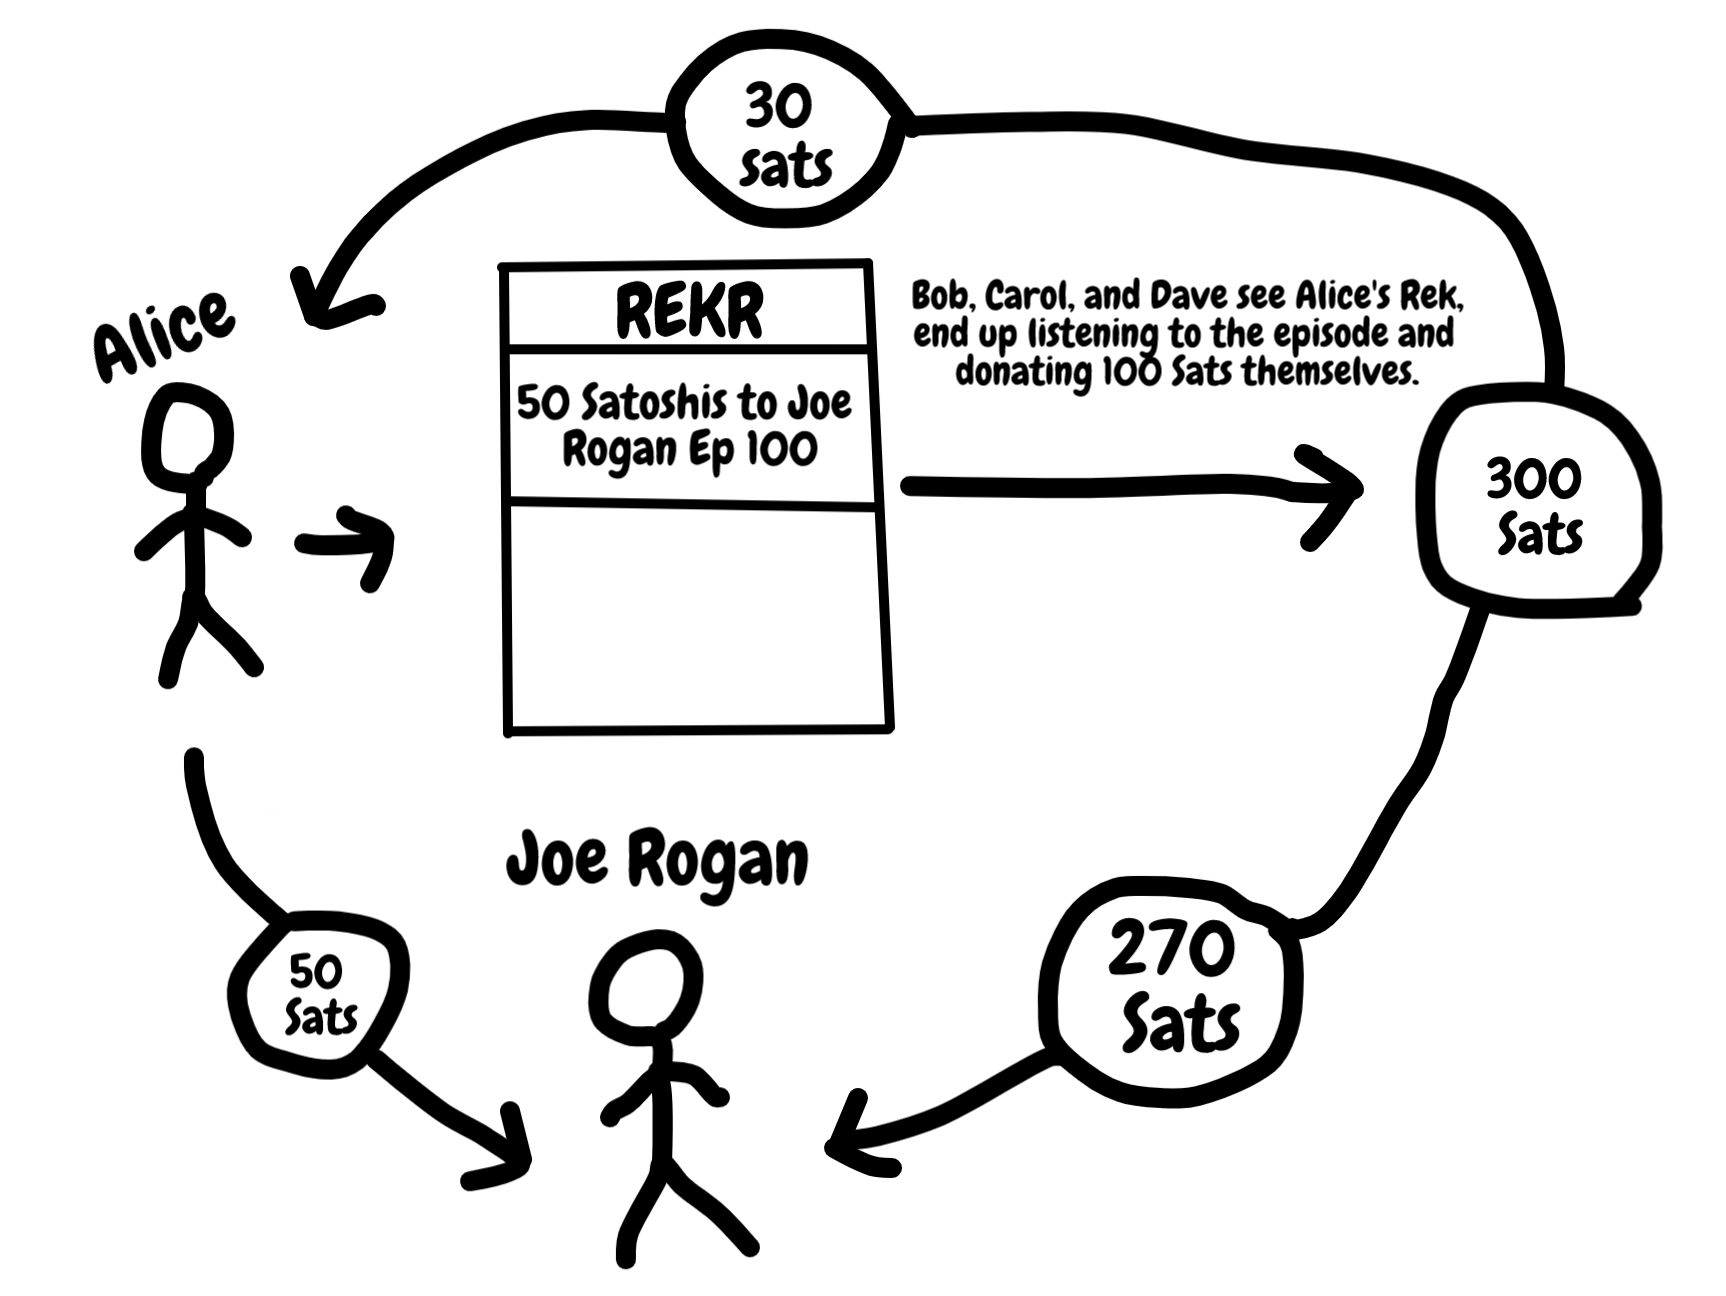 30
sats
Alice
REKR
50 Satoshis to Joe
Rogan Ep 100
Bob, Carol, and Dave see Alice's Rek,
end up listening to the episode and
donating 100 Sats themselves.
300
Sats
Joe Rogan
50
Sats
270
Sats